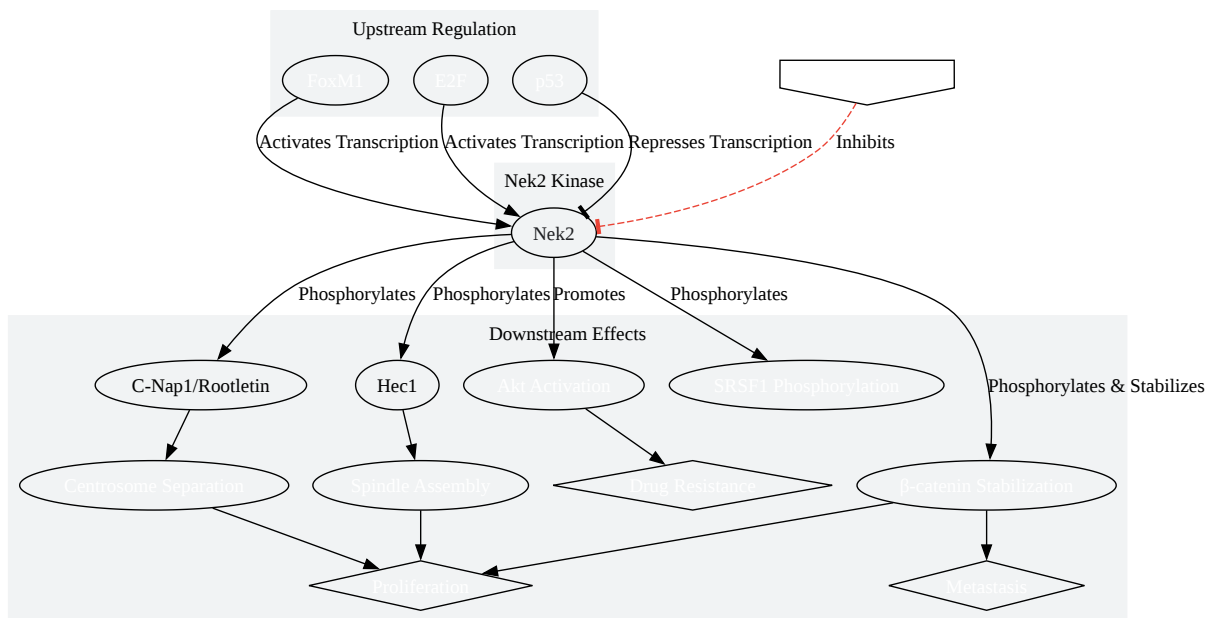 Upstream Regulation
FoxM1
E2F
p53
Activates Transcription
Activates Transcription
Represses Transcription
Inhibits
Nek2 Kinase
Nek2
Phosphorylates
Phosphorylates
Promotes
Phosphorylates
Downstream Effects
C-Nap1/Rootletin
Hec1
Akt Activation
SRSF1 Phosphorylation
Phosphorylates & Stabilizes
Centrosome Separation
Spindle Assembly
Drug Resistance
β-catenin Stabilization
Proliferation
Metastasis